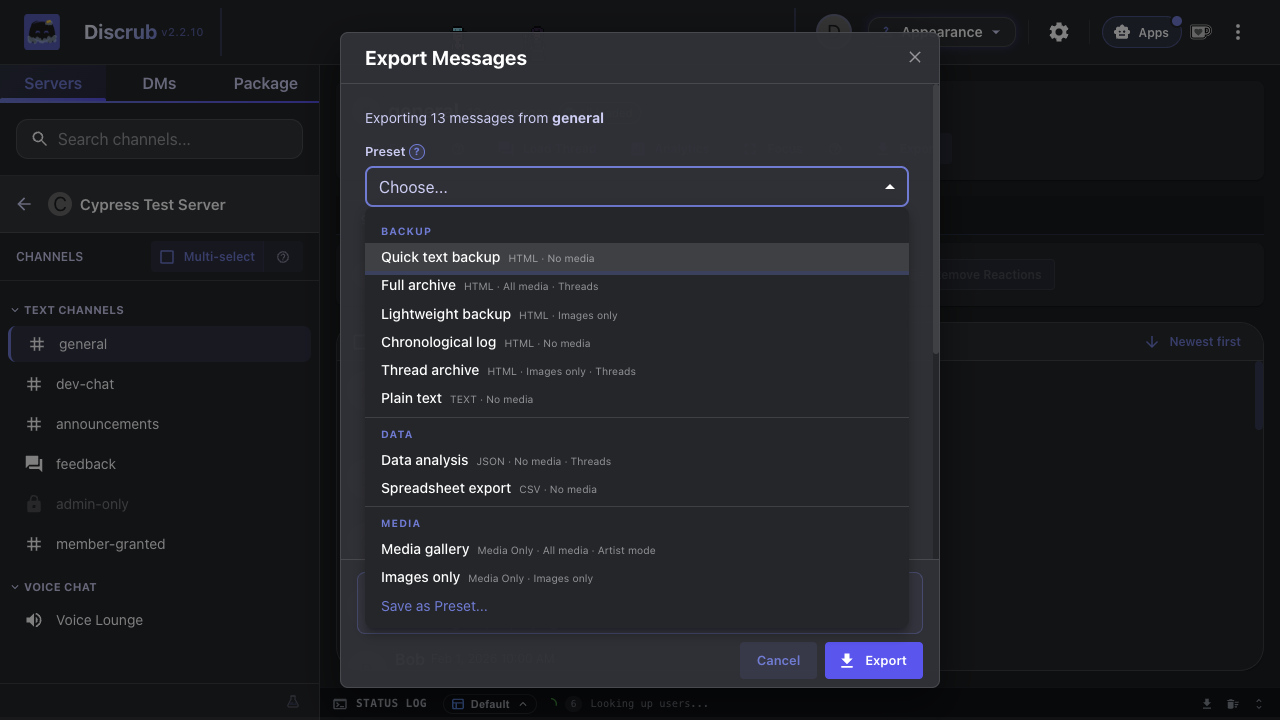 Discrub v2.2.10
D
Appearance
Apps
Export Messages
Servers
DMs
Package
Search channels...
Exporting 13 messages from general
Preset ?
Choose...
C
Cypress Test Server
CHANNELS
Multi-select
BACKUP
Quick text backup HTML · No media
Full archive HTML · All media · Threads
Remove Reactions
TEXT CHANNELS
Lightweight backup HTML · Images only
general
Chronological log HTML · No media
Newest first
Thread archive HTML · Images only · Threads
dev-chat
Plain text TEXT · No media
announcements
DATA
feedback
Data analysis JSON · No media · Threads
admin-only
Spreadsheet export CSV · No media
member-granted
MEDIA
Media gallery Media Only · All media · Artist mode
VOICE CHAT
Images only Media Only · Images only
Voice Lounge
Save as Preset...
Bob
Cancel
Export
STATUS LOG
Default
6
Looking up users...